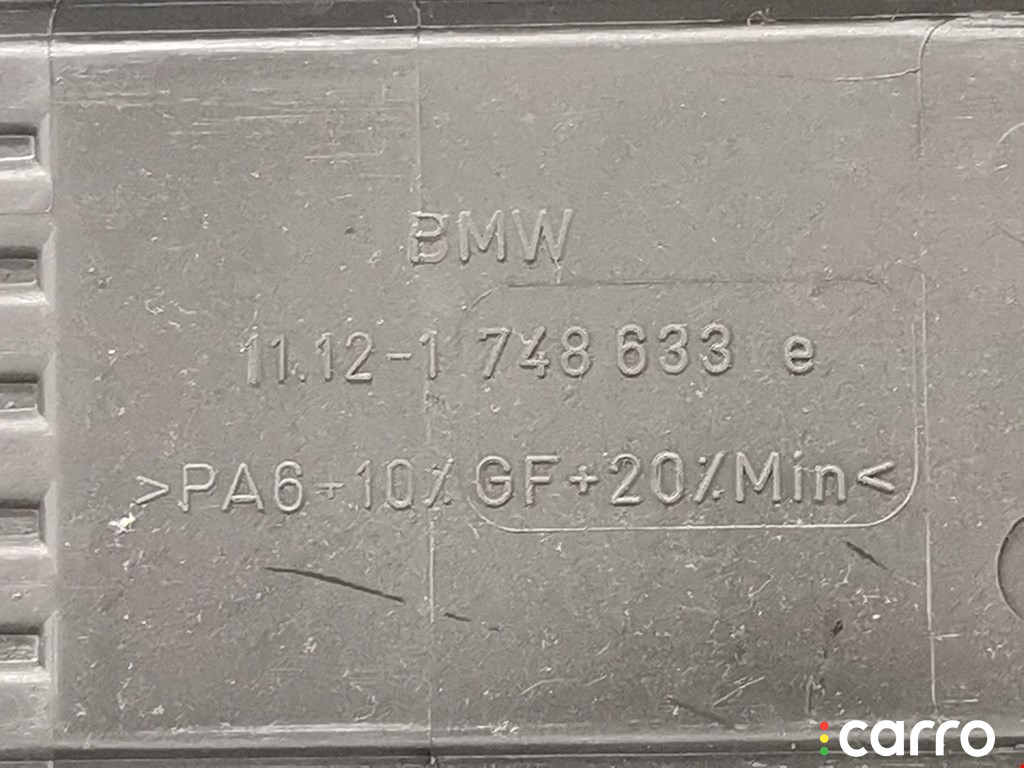 BMW
11.12-1 748 633 e
>PA6+10%GF+20%Min<
carro